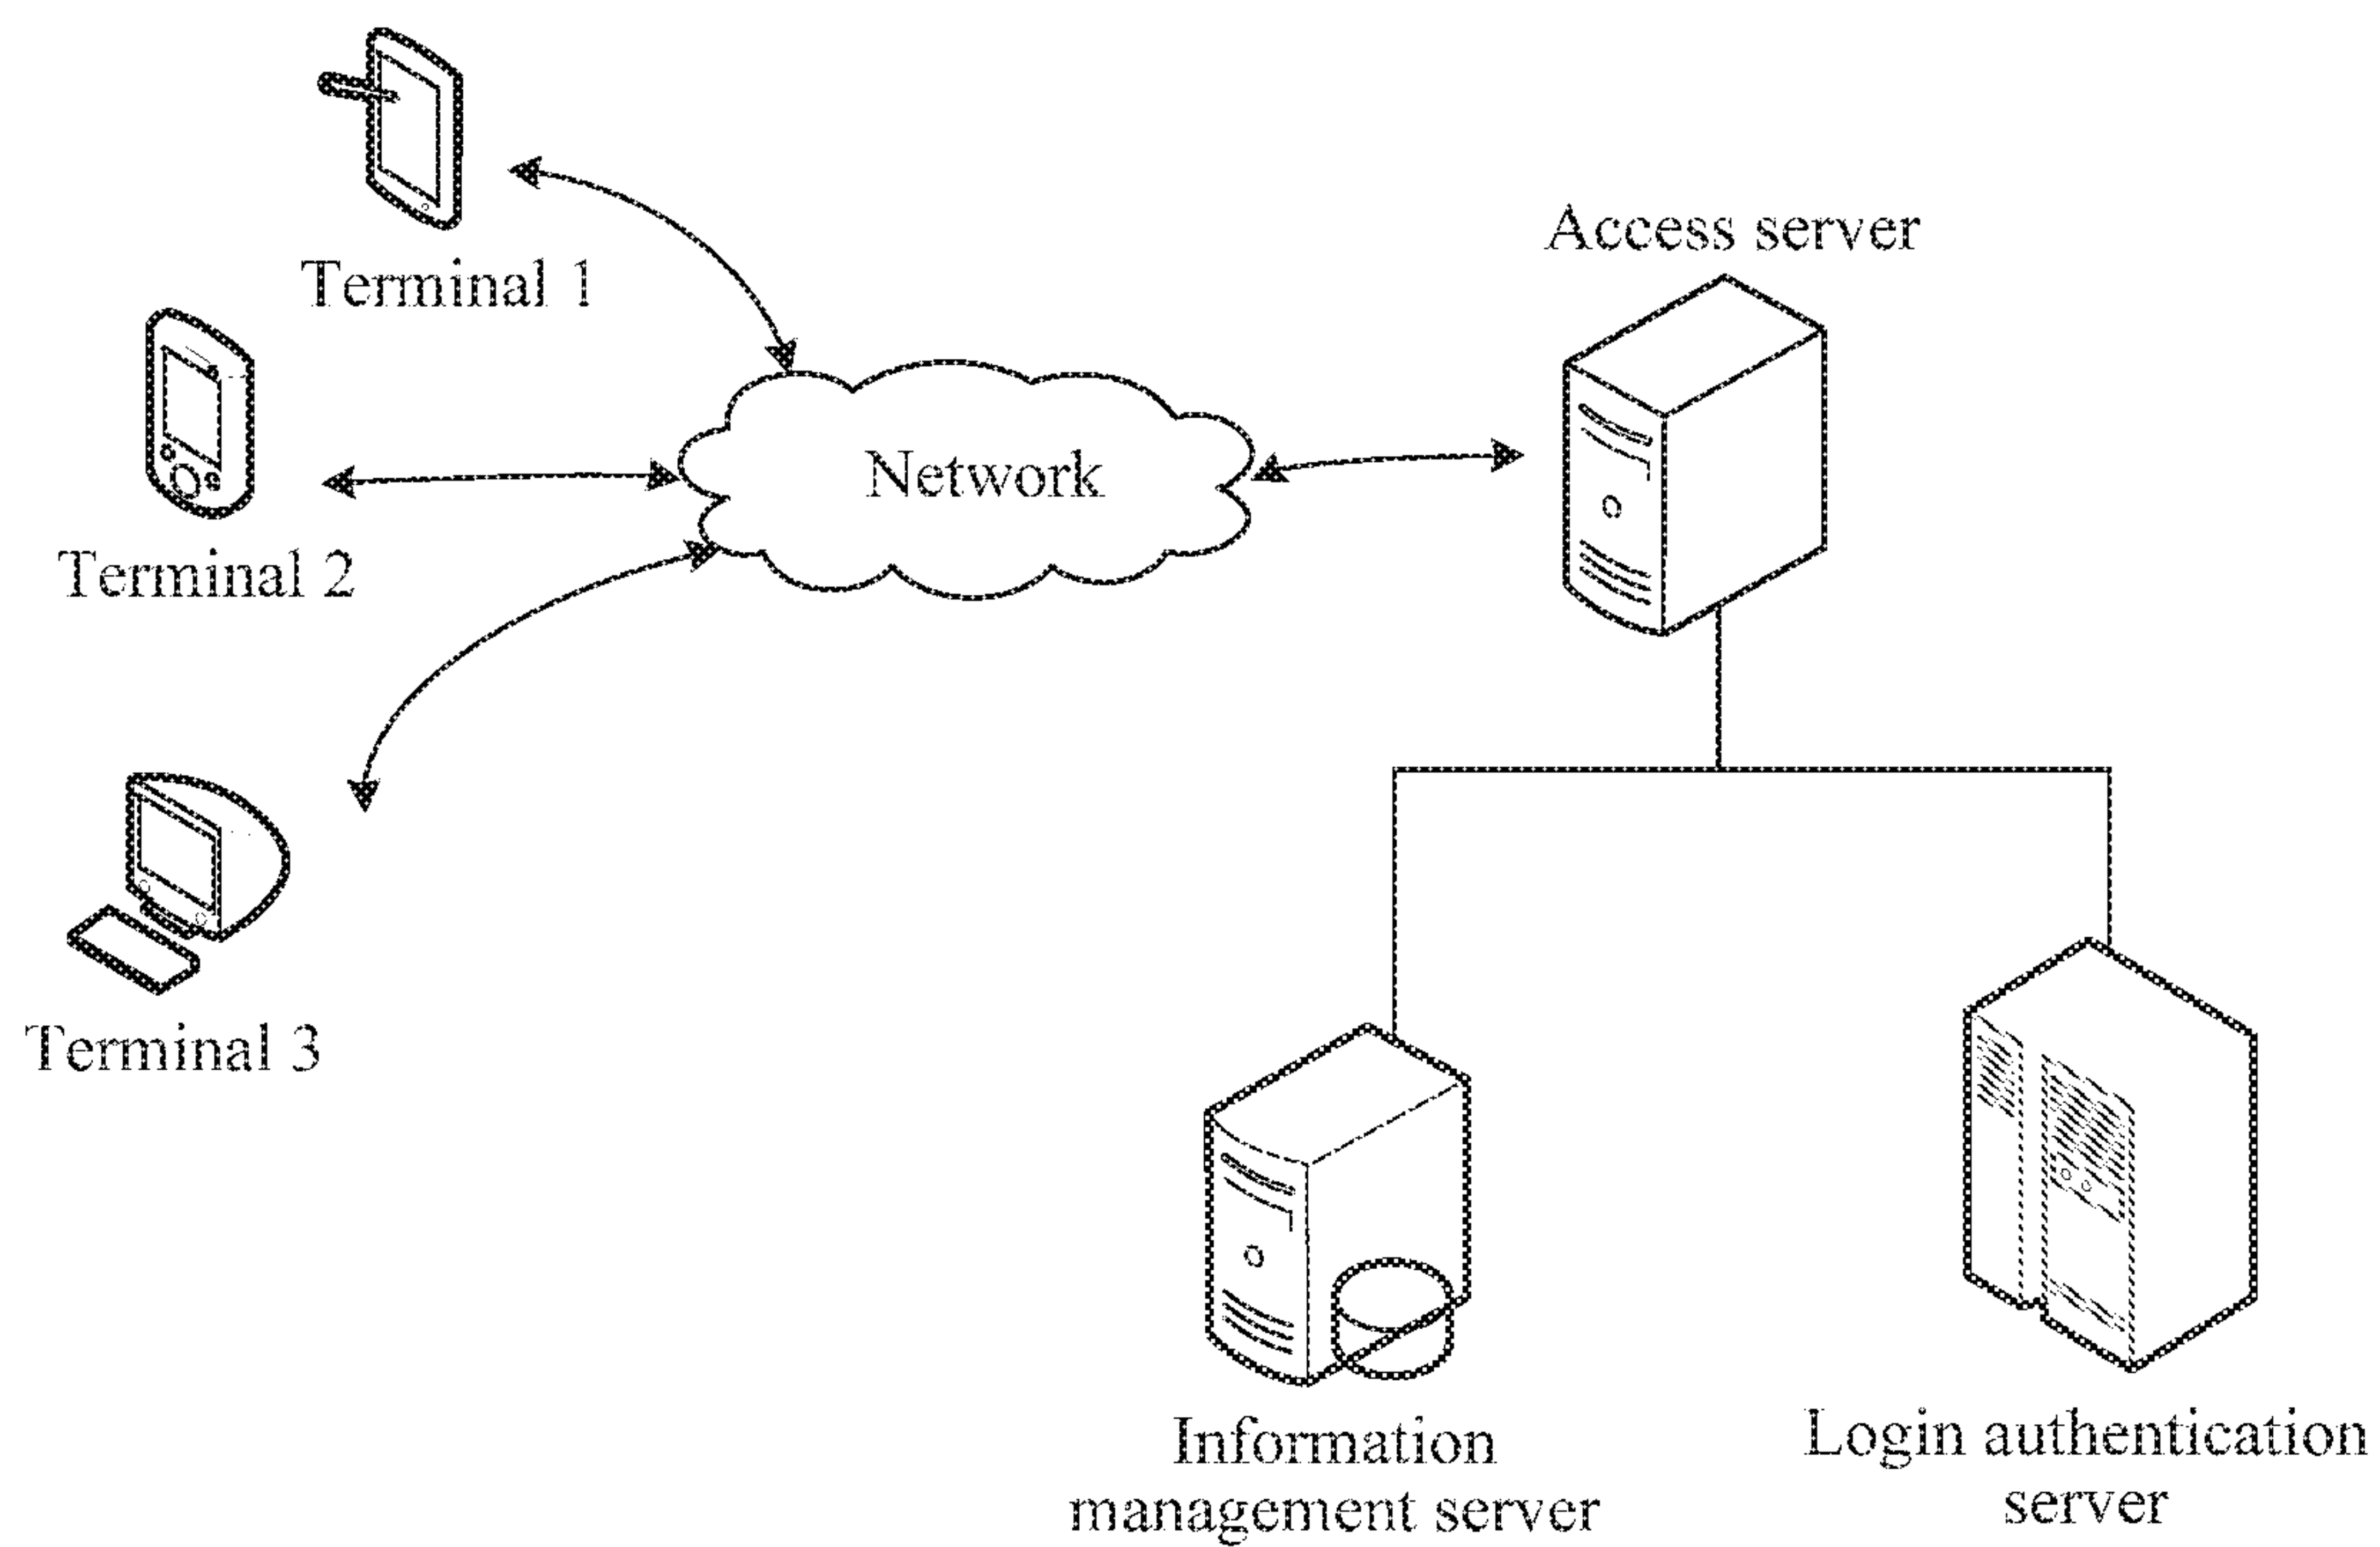 Terminal 1
Access server
Network
Terminal 2
Terminal 3
Information
management server
Login authentication
server